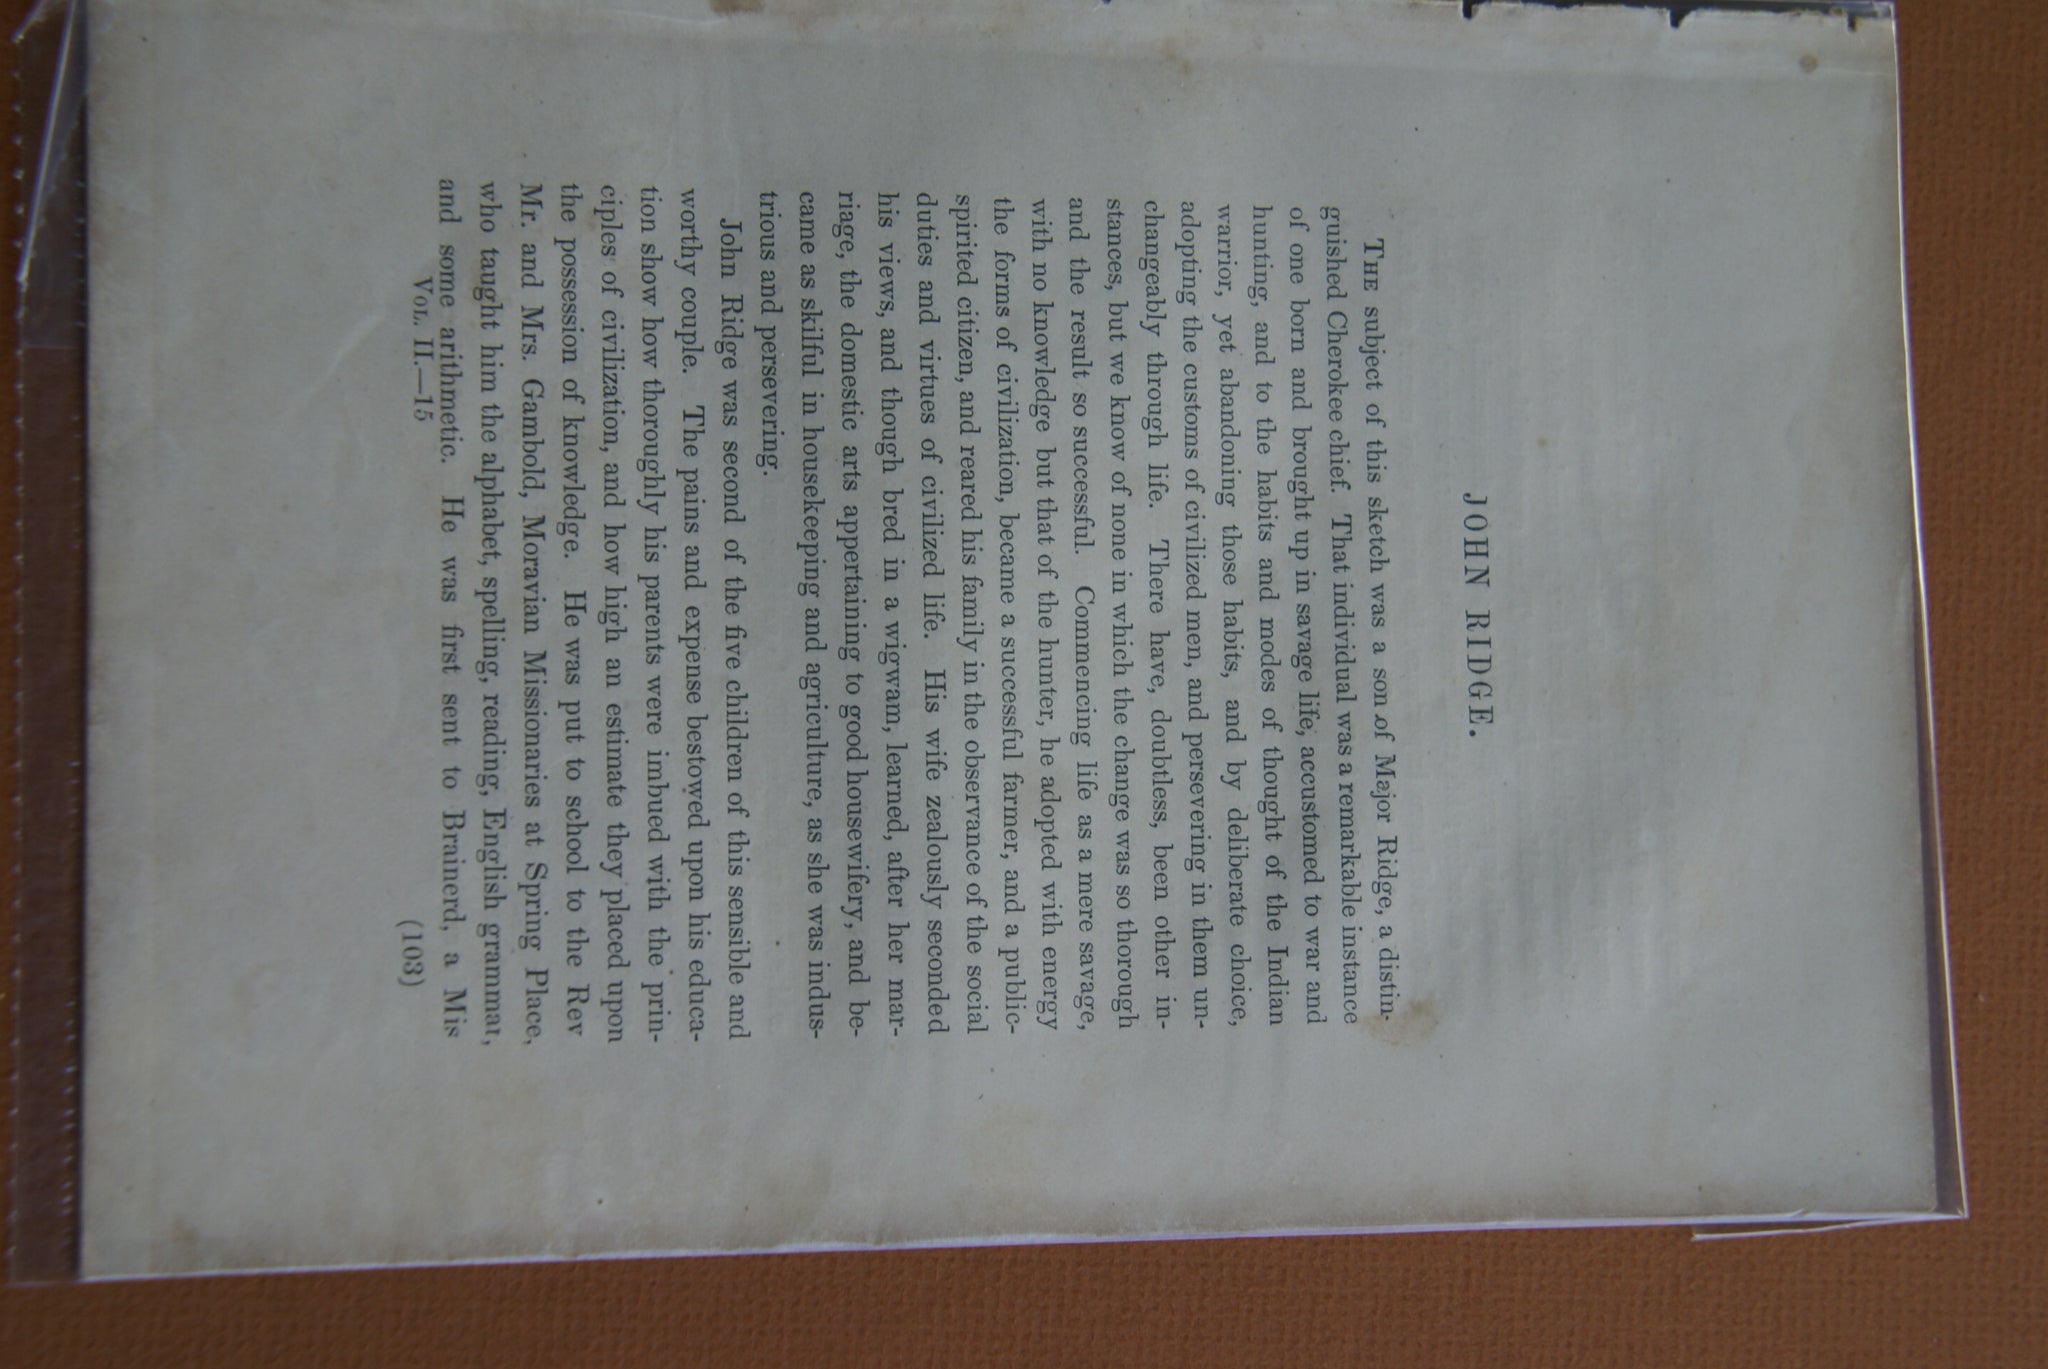 JOHN RIDGE.
THE subject of this sketch was a son of Major Ridge, a distin-
guished Cherokee chief. That individual was a remarkable instance
of one born and brought up in savage life, accustomed to war and
hunting, and to the habits and modes of thought of the Indian
warrior, yet abandoning those habits, and by deliberate choice,
adopting the customs of civilized men, and persevering in them un-
changeably through life. There have, doubtless, been other in-
stances, but we know of none in which the change was so thorough
and the result so successful. Commencing life as a mere savage,
with no knowledge but that of the hunter, he adopted with energy
the forms of civilization, became a successful farmer, and a public-
spirited citizen, and reared his family in the observance of the social
duties and virtues of civilized life. His wife zealously seconded
his views, and though bred in a wigwam, learned, after her mar-
riage, the domestic arts appertaining to good housewifery, and be-
came as skilful in housekeeping and agriculture, as she was indus-
trious and persevering.
John Ridge was second of the five children of this sensible and
worthy couple. The pains and expense bestowed upon his educa-
tion show how thoroughly his parents were imbued with the prin-
ciples of civilization, and how high an estimate they placed upon
the possession of knowledge. He was put to school to the Rev
Mr. and Mrs. Gambold, Moravian Missionaries at Spring Place,
who taught him the alphabet, spelling, reading, English grammar,
and some arithmetic. He was first sent to Brainerd, a Mis
VOL. II.—15
(103)